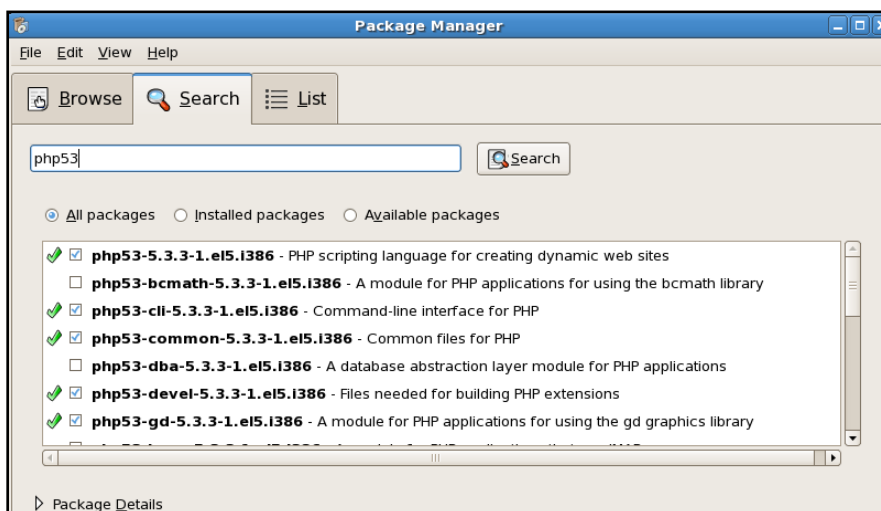 Package Manager
File Edit View Help
Browse Search List
php53 Search
All packages Installed packages Available packages
php53-5.3.3-1.el5.i386 - PHP scripting language for creating dynamic web sites
php53-bcmath-5.3.3-1.el5.i386 - A module for PHP applications for using the bcmath library
php53-cli-5.3.3-1.el5.i386 - Command-line interface for PHP
php53-common-5.3.3-1.el5.i386 - Common files for PHP
php53-dba-5.3.3-1.el5.i386 - A database abstraction layer module for PHP applications
php53-devel-5.3.3-1.el5.i386 - Files needed for building PHP extensions
php53-gd-5.3.3-1.el5.i386 - A module for PHP applications for using the gd graphics library
Package Details